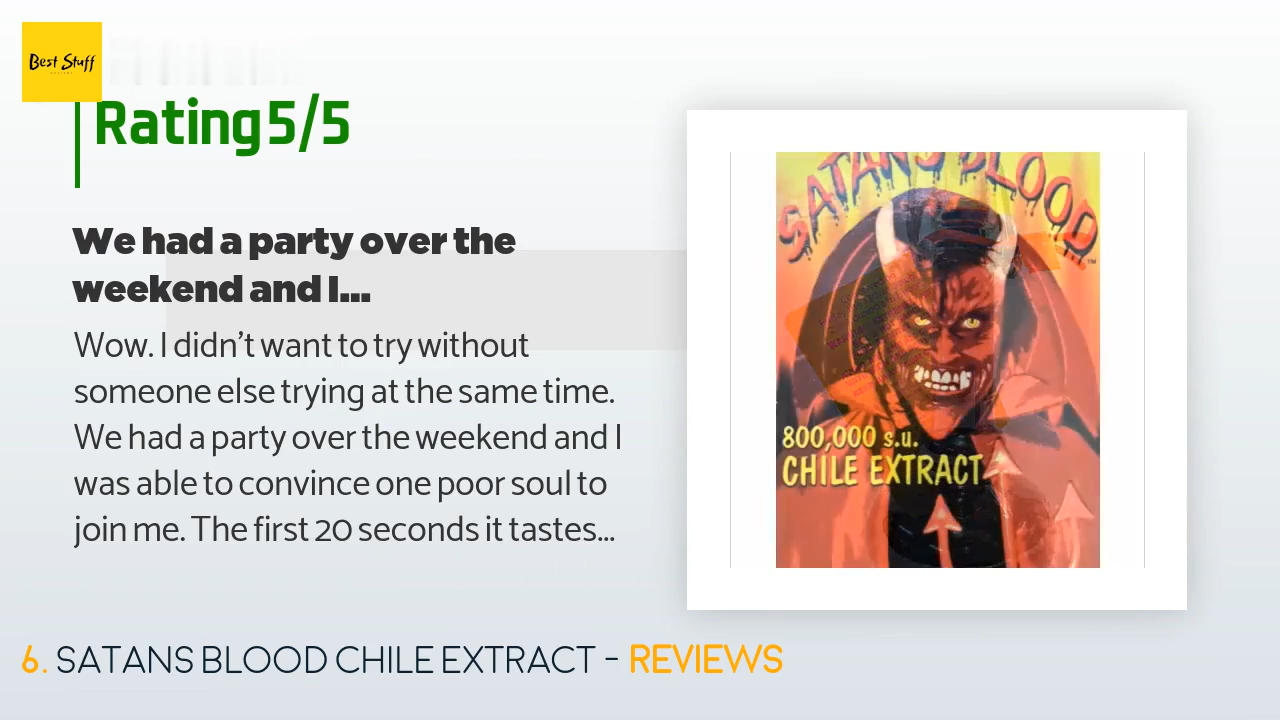 Best Stuff
Rating 5/5
We had a party over the
weekend and I...
Wow. I didn't want to try without
someone else trying at the same time.
We had a party over the weekend and I
was able to convince one poor soul to
join me. The first 20 seconds it tastes...
SATANS BLOOD
TM
800,000 s.u.
CHILE EXTRACT
6. SATANS BLOOD CHILE EXTRACT - REVIEWS